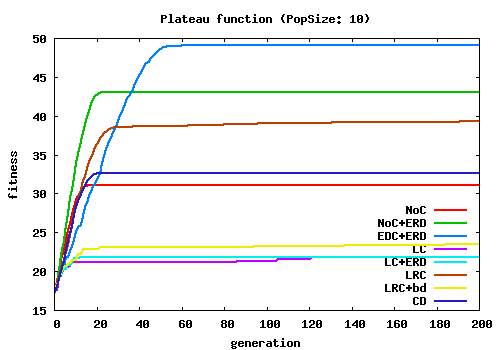 Plateau function (PopSize: 10)
50
45
40
35
30
25
20
15
fitness
NoC
NoC+ERD
EDC+ERD
LC
LC+ERD
LRC
LRC+bd
CD
0 20 40 60 80 100 120 140 160 180 200
generation